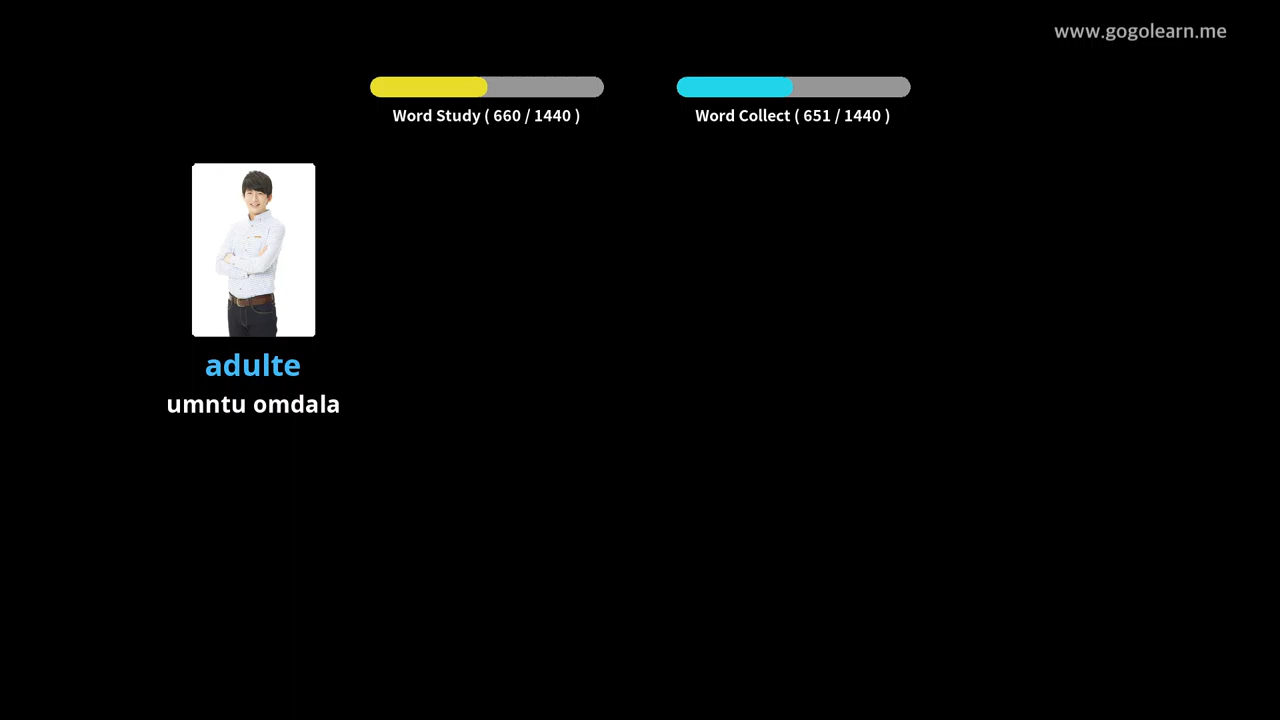 www.gogolearn.me
Word Study ( 660 / 1440 )
Word Collect ( 651 / 1440 )
adulte
umntu omdala